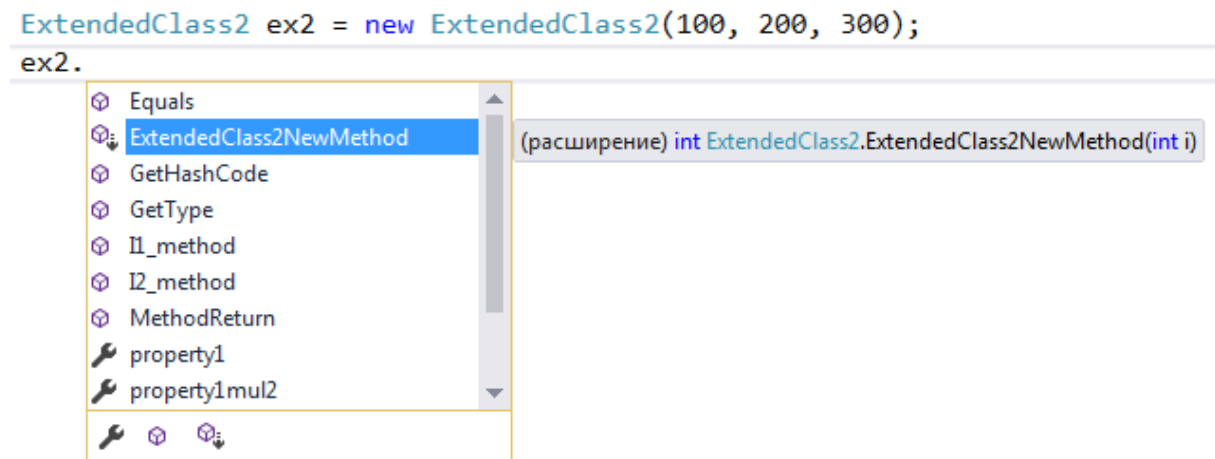 ExtendedClass2 ex2 = new ExtendedClass2(100, 200, 300);
ex2.
Equals
ExtendedClass2NewMethod (расширение) int ExtendedClass2.ExtendedClass2NewMethod(int i)
GetHashCode
GetType
I1_method
I2_method
MethodReturn
property1
property1mul2